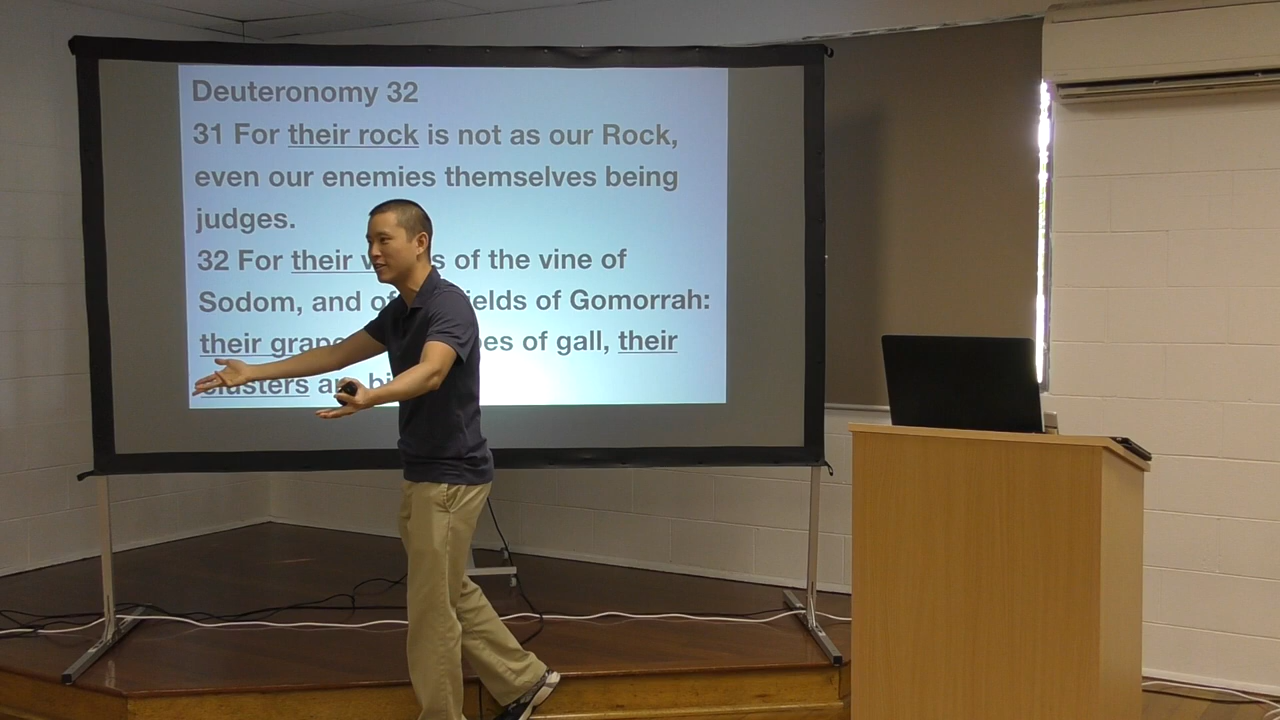 Deuteronomy 32
31 For their rock is not as our Rock,
even our enemies themselves being
judges.
32 For their of the vine of
Sodom, and of fields of Gomorrah:
their of gall, their
clusters